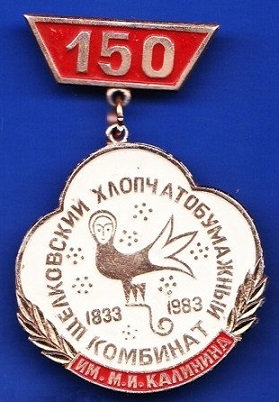 150
ЩЕЛКОВСКИЙ ХЛОПЧАТОБУМАЖНЫЙ
1833 1983
КОМБИНАТ
ИМ. М.И. КАЛИНИНА